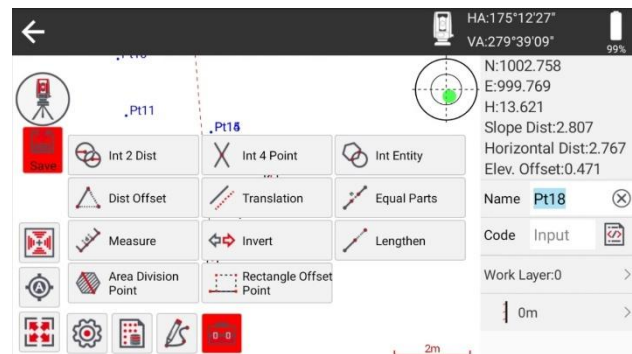 HA:175°12'27"
VA:279°39'09"
99%
N:1002.758
E:999.769
H:13.621
Slope Dist:2.807
Horizontal Dist:2.767
Elev. Offset:0.471
.Pt11
Save
Int 2 Dist
Int 4 Point
Int Entity
Dist Offset
Translation
Equal Parts
Name Pt18
Measure
Invert
Lengthen
Code Input
Area Division
Point
Rectangle Offset
Point
Work Layer:0
0m
2m